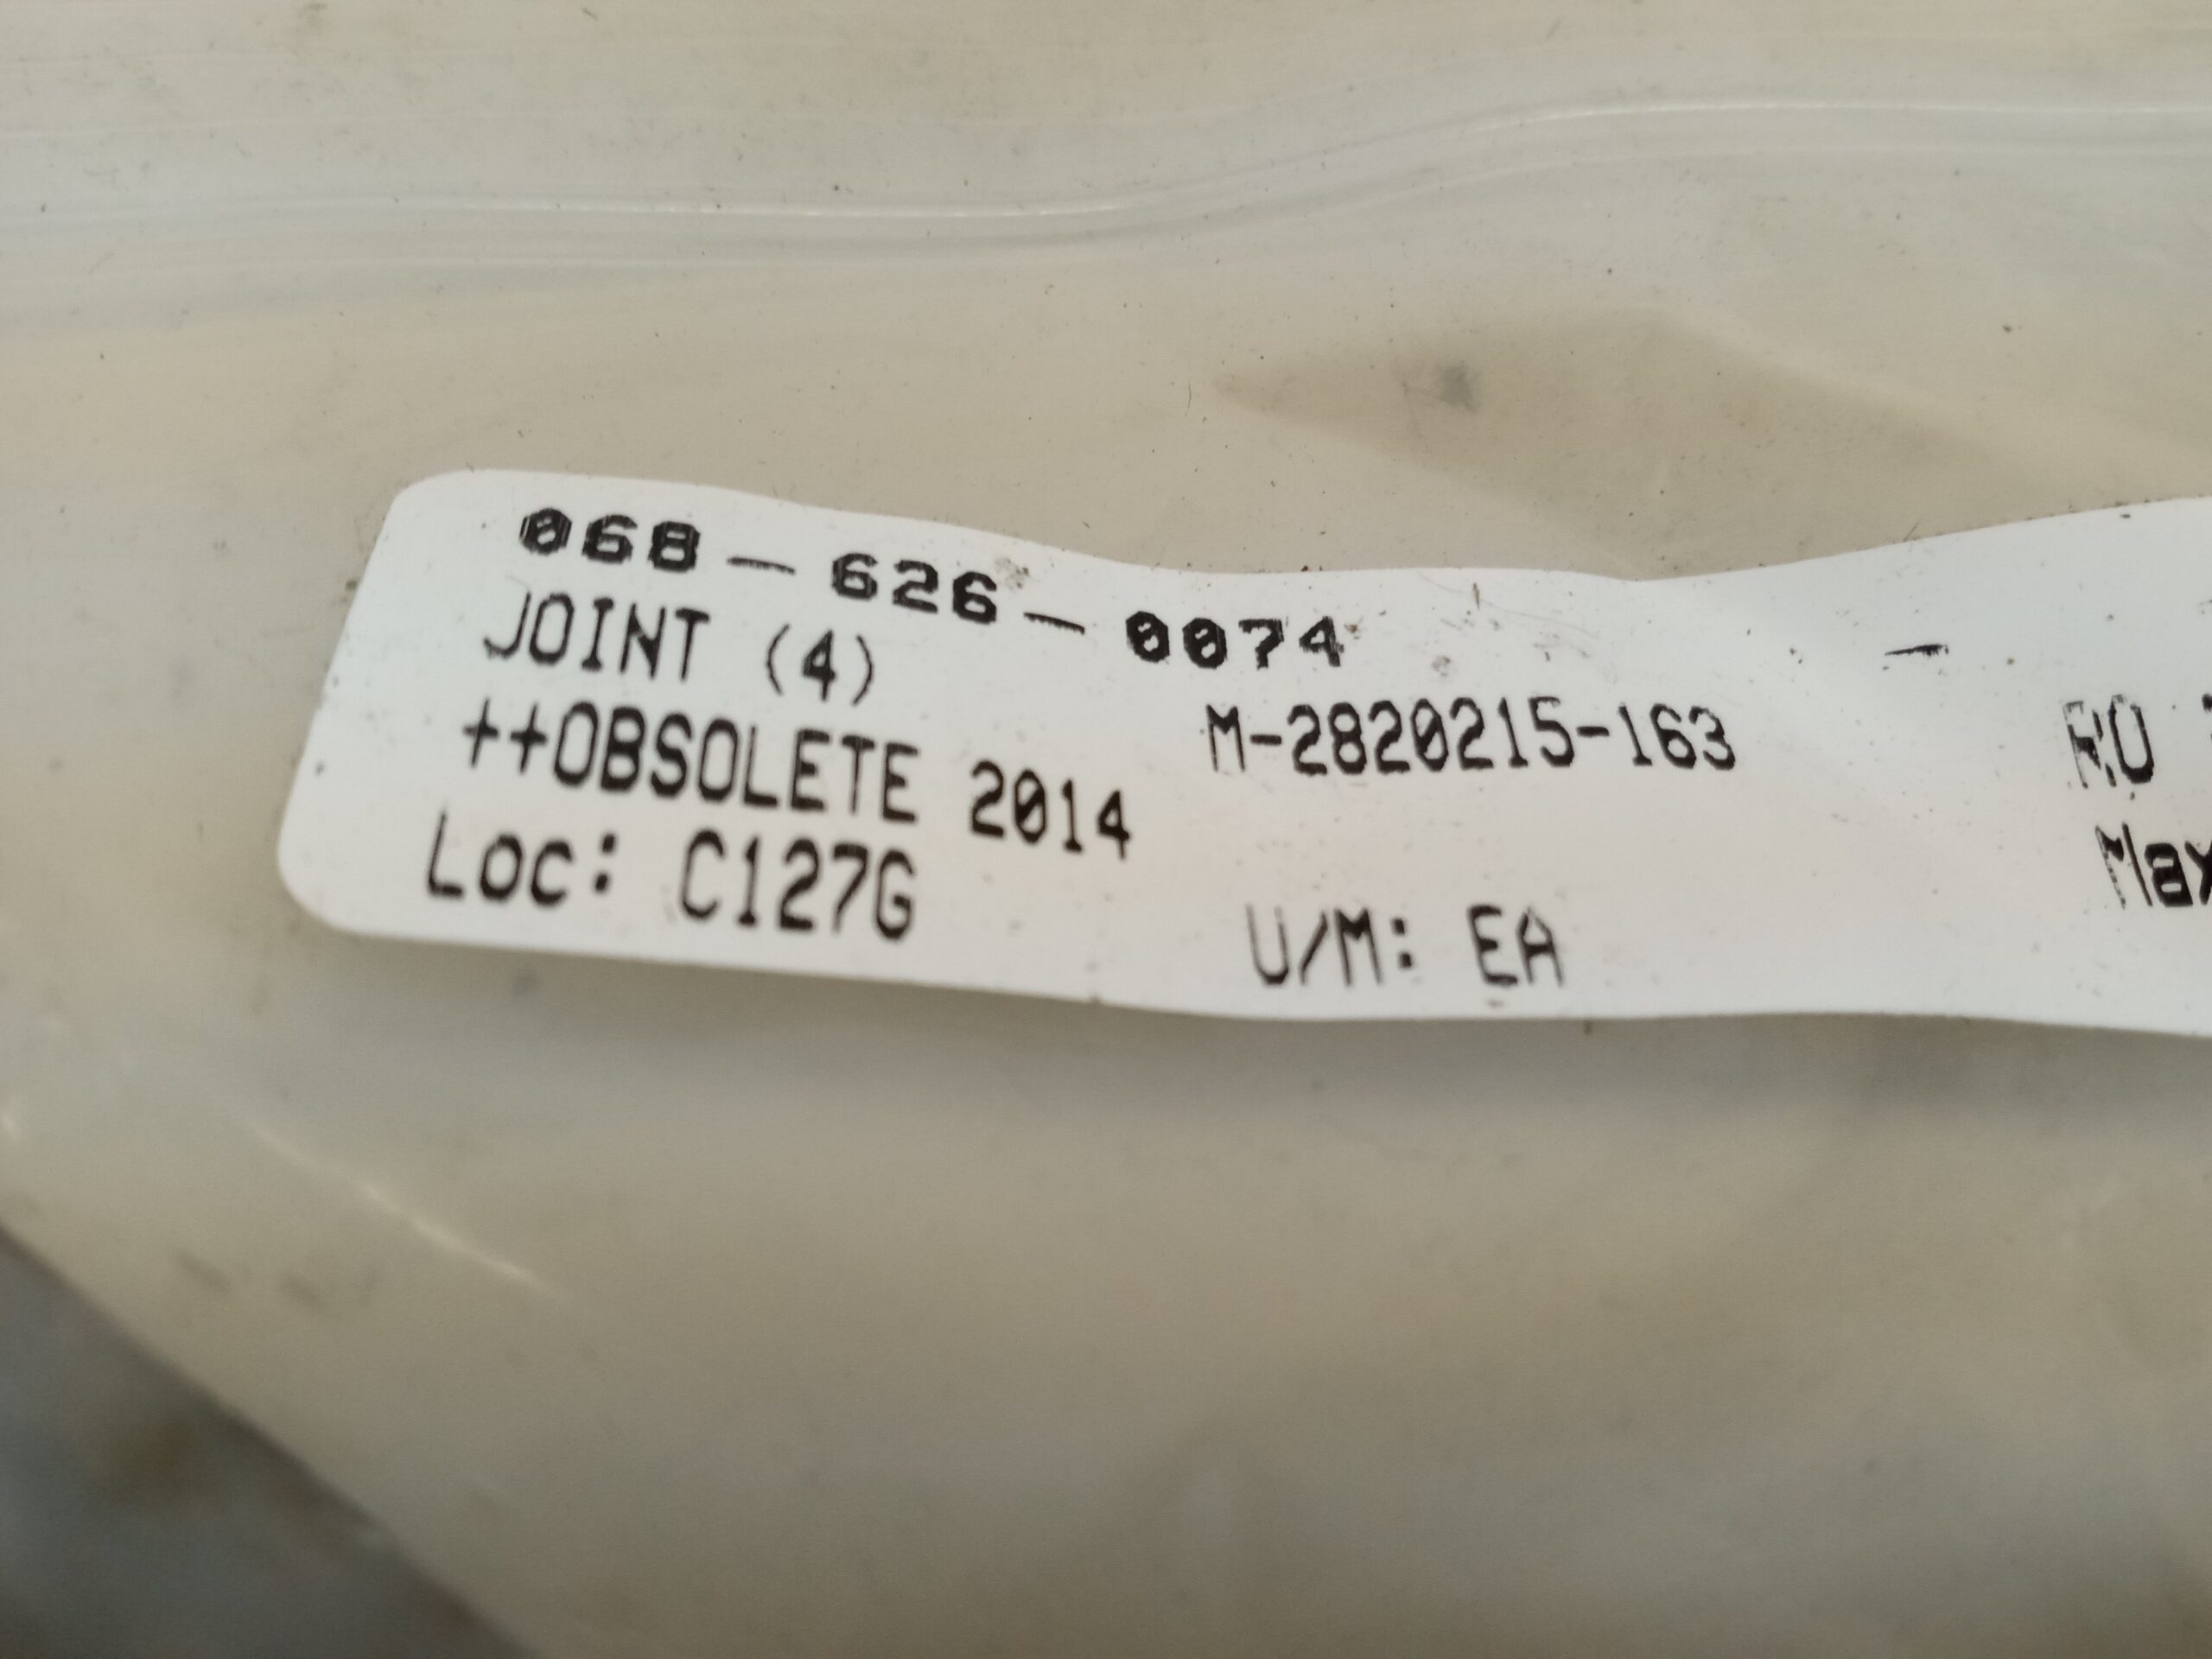 068-626-0074 -
JOINT (4)
M-2820215-163
++OBSOLETE 2014
Loc: C127G
U/M: EA